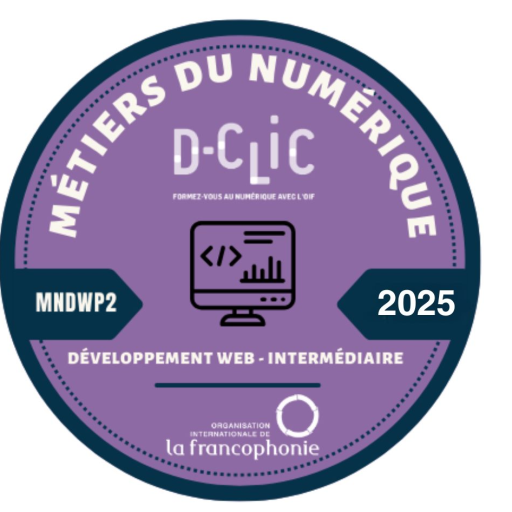 MÉTIERS DU NUMÉRIQUE
D-CLiC
FORMEZ-VOUS AU NUMÉRIQUE AVEC L'OIF
</>
MNDWP2
2025
DÉVELOPPEMENT WEB - INTERMÉDIAIRE
ORGANISATION
INTERNATIONALE DE
la francophonie